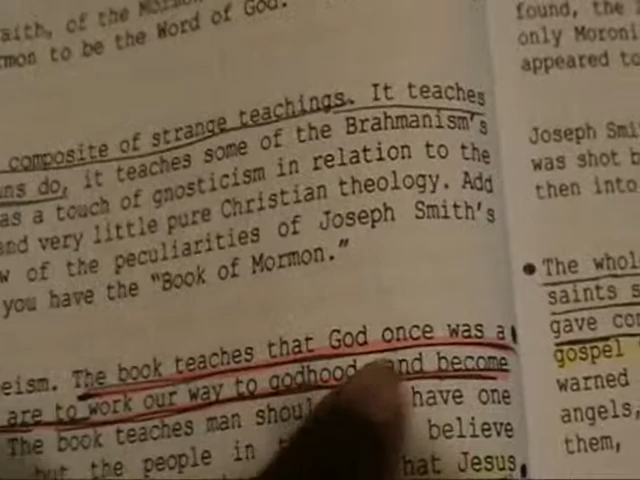 aith, of the Mormon
rmon to be the Word of God.
composite of strange teachings. It teaches
uns do, it teaches some of the Brahmanism's
as a touch of gnosticism in relation to the
and very little pure Christian theology. Add
w of the peculiarities of Joseph Smith's
you have the "Book of Mormon."
eism. The book teaches that God once was a
are to work our way to godhood and become
The book teaches man shoul have one
but the people in believe
hat Jesus
found, the
only Moroni
appeared to
Joseph Smi
was shot b
then into
The whol
saints s
gave co
gospel
warned
angels,
them,